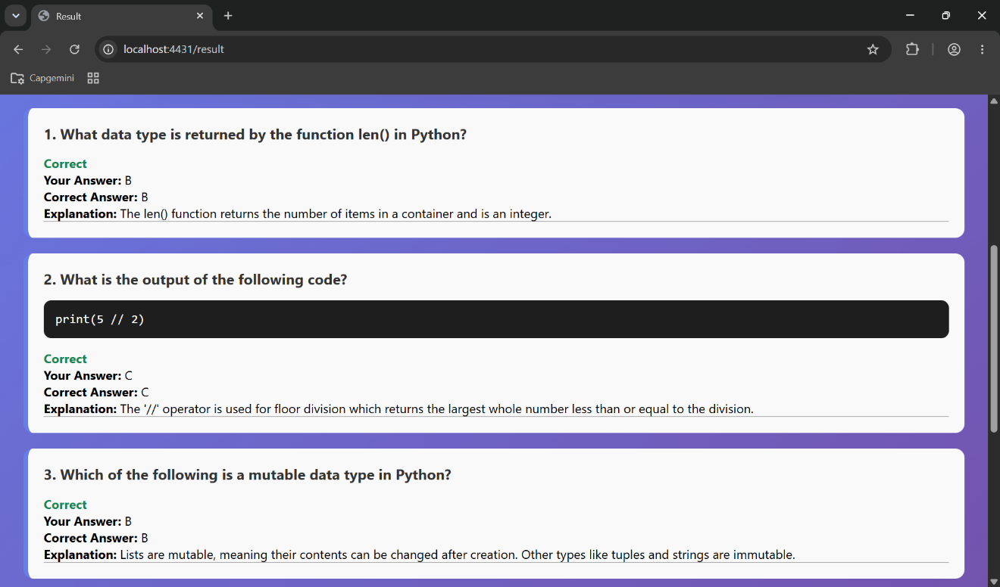 Result
localhost:4431/result
Capgemini
1. What data type is returned by the function len() in Python?
Correct
Your Answer: B
Correct Answer: B
Explanation: The len() function returns the number of items in a container and is an integer.
2. What is the output of the following code?
print(5 // 2)
Correct
Your Answer: C
Correct Answer: C
Explanation: The '//' operator is used for floor division which returns the largest whole number less than or equal to the division.
3. Which of the following is a mutable data type in Python?
Correct
Your Answer: B
Correct Answer: B
Explanation: Lists are mutable, meaning their contents can be changed after creation. Other types like tuples and strings are immutable.